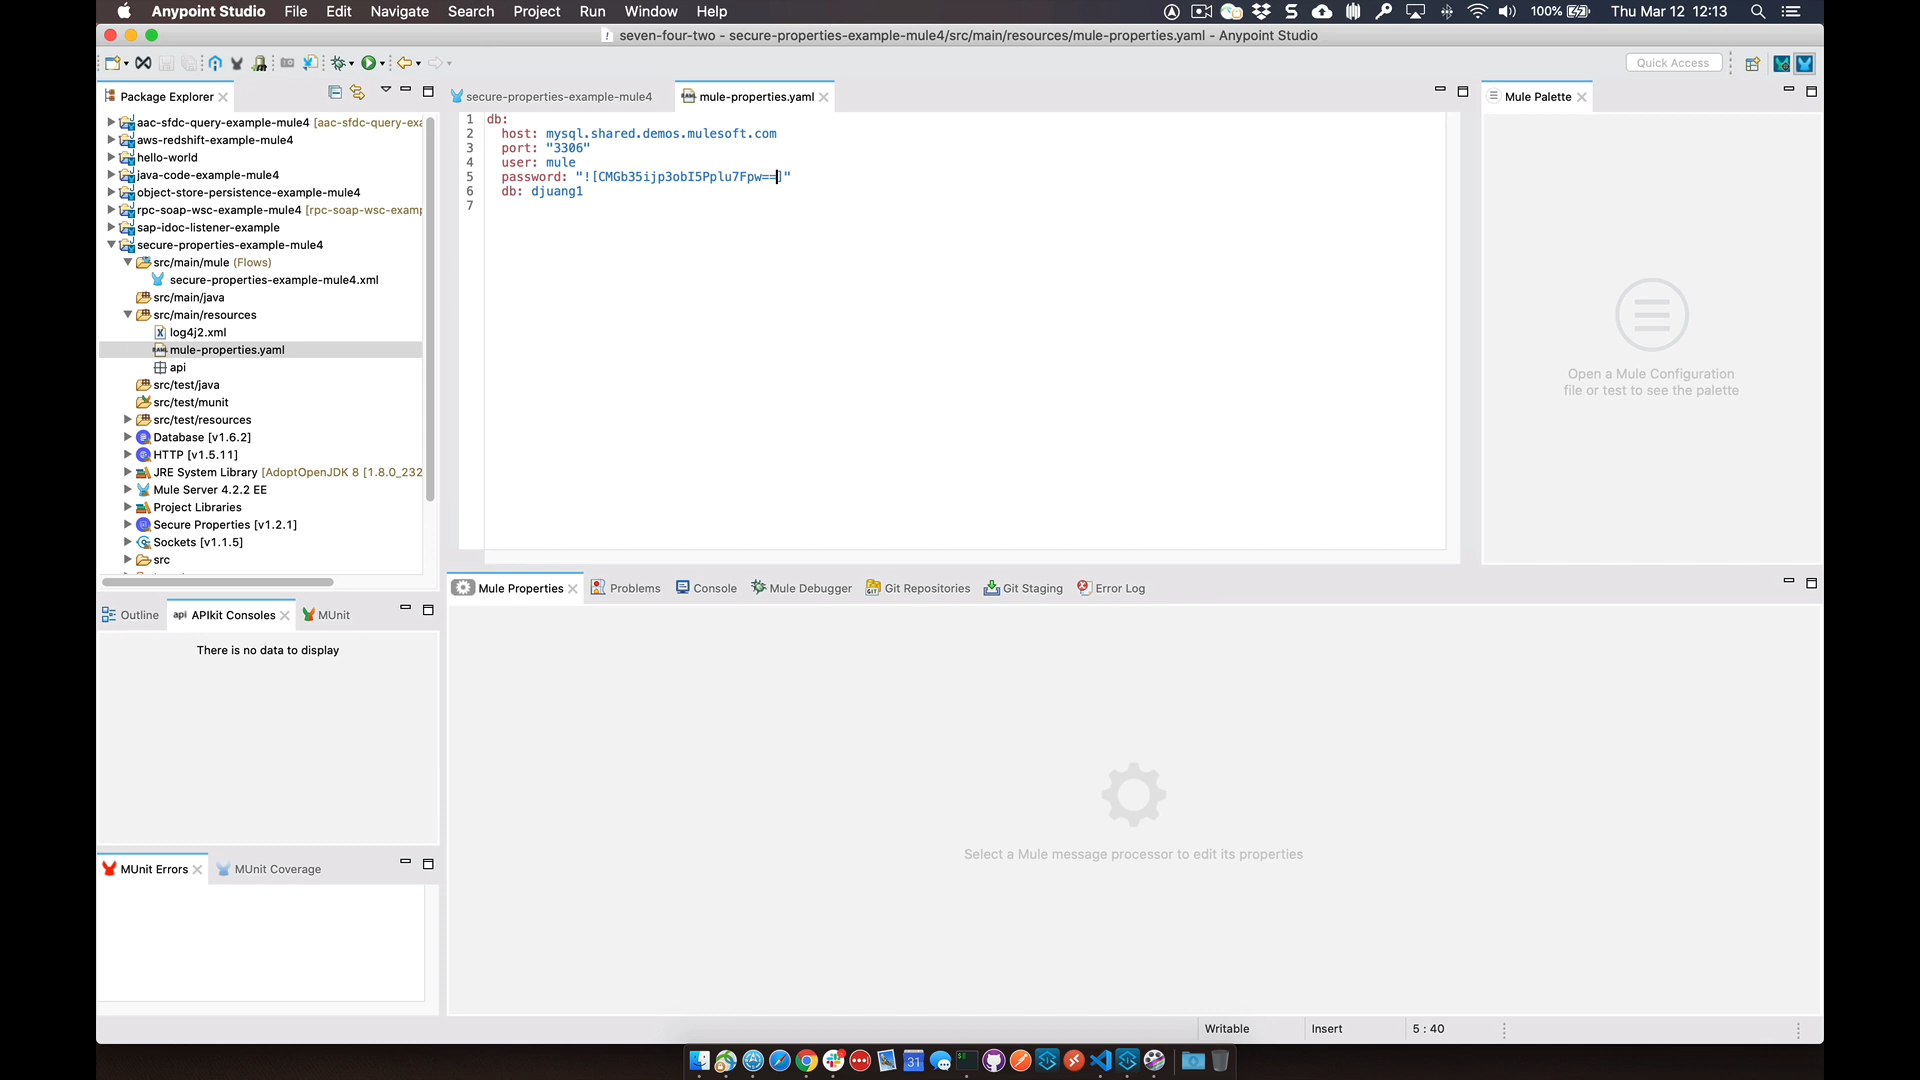 Anypoint Studio File Edit Navigate Search Project Run Window Help 100% Thu Mar 12 12:13
seven-four-two - secure-properties-example-mule4/src/main/resources/mule-properties.yaml - Anypoint Studio
Quick Access
Package Explorer
aac-sfdc-query-example-mule4 [aac-sfdc-query-exa
aws-redshift-example-mule4
hello-world
java-code-example-mule4
object-store-persistence-example-mule4
rpc-soap-wsc-example-mule4 [rpc-soap-wsc-examp
sap-idoc-listener-example
secure-properties-example-mule4
src/main/mule (Flows)
secure-properties-example-mule4.xml
src/main/java
src/main/resources
log4j2.xml
mule-properties.yaml
api
src/test/java
src/test/munit
src/test/resources
Database [v1.6.2]
HTTP [v1.5.11]
JRE System Library [AdoptOpenJDK 8 [1.8.0_232
Mule Server 4.2.2 EE
Project Libraries
Secure Properties [v1.2.1]
Sockets [v1.1.5]
src
secure-properties-example-mule4 mule-properties.yaml
1 db:
2 host: mysql.shared.demos.mulesoft.com
3 port: "3306"
4 user: mule
5 password: "![CMGb35ijp3obI5Pplu7Fpw==]"
6 db: djuang1
7
Mule Palette
Open a Mule Configuration
file or test to see the palette
Outline api APIkit Consoles MUnit
There is no data to display
MUnit Errors MUnit Coverage
Mule Properties Problems Console Mule Debugger Git Repositories Git Staging Error Log
Select a Mule message processor to edit its properties
Writable Insert 5 : 40
31